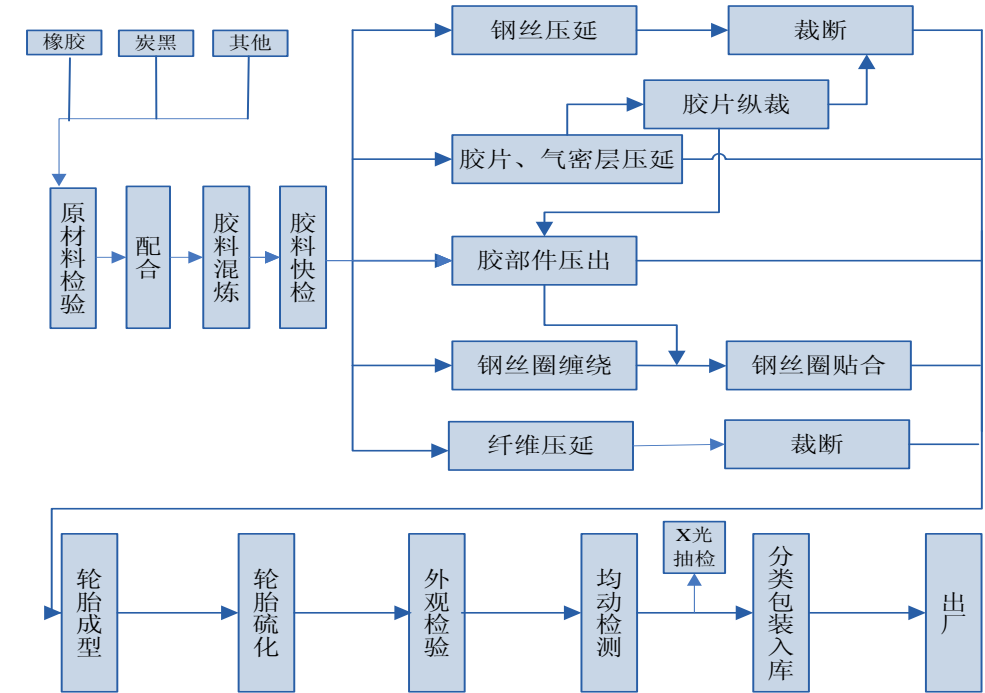 橡胶
炭黑
其他
原材料检验
配合
胶料混炼
胶料快检
钢丝压延
裁断
胶片纵裁
胶片、气密层压延
胶部件压出
钢丝圈缠绕
钢丝圈贴合
纤维压延
裁断
轮胎成型
轮胎硫化
外观检验
均动检测
X光
抽检
分类包装入库
出厂